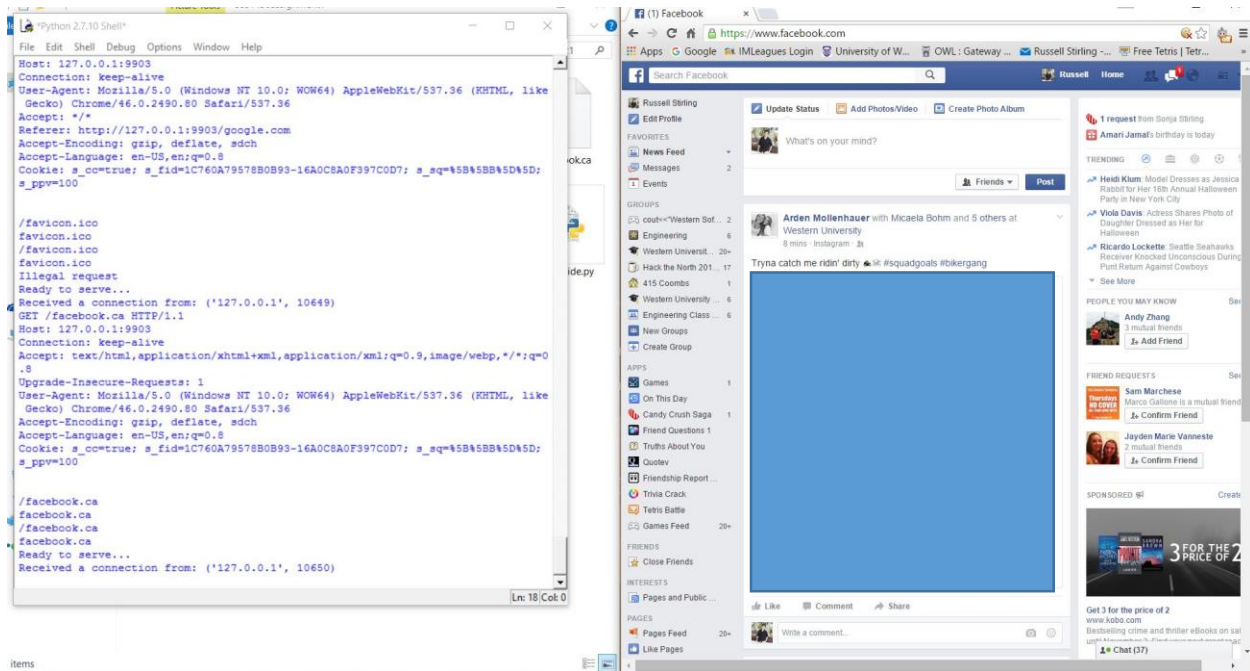 *Python 2.7.10 Shell*
File Edit Shell Debug Options Window Help
Host: 127.0.0.1:9903
Connection: keep-alive
User-Agent: Mozilla/5.0 (Windows NT 10.0; WOW64) AppleWebKit/537.36 (KHTML, like
Gecko) Chrome/46.0.2490.80 Safari/537.36
Accept: */*
Referer: http://127.0.0.1:9903/google.com
Accept-Encoding: gzip, deflate, sdch
Accept-Language: en-US,en;q=0.8
Cookie: s_cc=true; s_fid=1C760A79578B0B93-16A0C8A0F397C0D7; s_sq=%5B%5BB%5D%5D;
s_ppv=100
/favicon.ico
favicon.ico
/favicon.ico
favicon.ico
Illegal request
Ready to serve...
Received a connection from: ('127.0.0.1', 10649)
GET /facebook.ca HTTP/1.1
Host: 127.0.0.1:9903
Connection: keep-alive
Accept: text/html,application/xhtml+xml,application/xml;q=0.9,image/webp,*/*;q=0
.8
Upgrade-Insecure-Requests: 1
User-Agent: Mozilla/5.0 (Windows NT 10.0; WOW64) AppleWebKit/537.36 (KHTML, like
Gecko) Chrome/46.0.2490.80 Safari/537.36
Accept-Encoding: gzip, deflate, sdch
Accept-Language: en-US,en;q=0.8
Cookie: s_cc=true; s_fid=1C760A79578B0B93-16A0C8A0F397C0D7; s_sq=%5B%5BB%5D%5D;
s_ppv=100
/facebook.ca
facebook.ca
/facebook.ca
facebook.ca
Ready to serve...
Received a connection from: ('127.0.0.1', 10650)
Ln: 18 Col: 0
ook.ca
ide.py
items
(1) Facebook
https://www.facebook.com
Apps Google IMLeagues Login University of W... OWL : Gateway ... Russell Stirling -... Free Tetris | Tetr...
Search Facebook
Russell Home
Russell Stirling
Edit Profile
FAVORITES
News Feed
Messages 2
Events
GROUPS
cout<<"Western Sof... 2
Engineering 6
Western Universit... 20+
Hack the North 201... 17
415 Coombs 1
Western University ... 6
Engineering Class ... 6
New Groups
Create Group
APPS
Games 1
On This Day
Candy Crush Saga 1
Friend Questions 1
Truths About You
Quotev
Friendship Report ...
Trivia Crack
Tetris Battle
Games Feed 20+
FRIENDS
Close Friends
INTERESTS
Pages and Public ...
PAGES
Pages Feed 20+
Like Pages
Update Status Add Photos/Video Create Photo Album
What's on your mind?
Friends Post
Arden Mollenhauer with Micaela Bohm and 5 others at
Western University
8 mins · Instagram ·
Tryna catch me ridin' dirty #squadgoals #bikergang
Like Comment Share
Write a comment...
1 request from Sonja Stirling
Amari Jamal's birthday is today
TRENDING
Heidi Klum: Model Dresses as Jessica
Rabbit for Her 16th Annual Halloween
Party in New York City
Viola Davis: Actress Shares Photo of
Daughter Dressed as Her for
Halloween
Ricardo Lockette: Seattle Seahawks
Receiver Knocked Unconscious During
Punt Return Against Cowboys
See More
PEOPLE YOU MAY KNOW See
Andy Zhang
3 mutual friends
Add Friend
FRIEND REQUESTS See
Thursdays
NO COVER
Sam Marchese
Marco Gallone is a mutual friend
Confirm Friend
Jayden Marie Vanneste
2 mutual friends
Confirm Friend
SPONSORED Create
3 FOR THE
PRICE OF 2
Get 3 for the price of 2
www.kobo.com
Bestselling crime and thriller eBooks on sal
Chat (37)